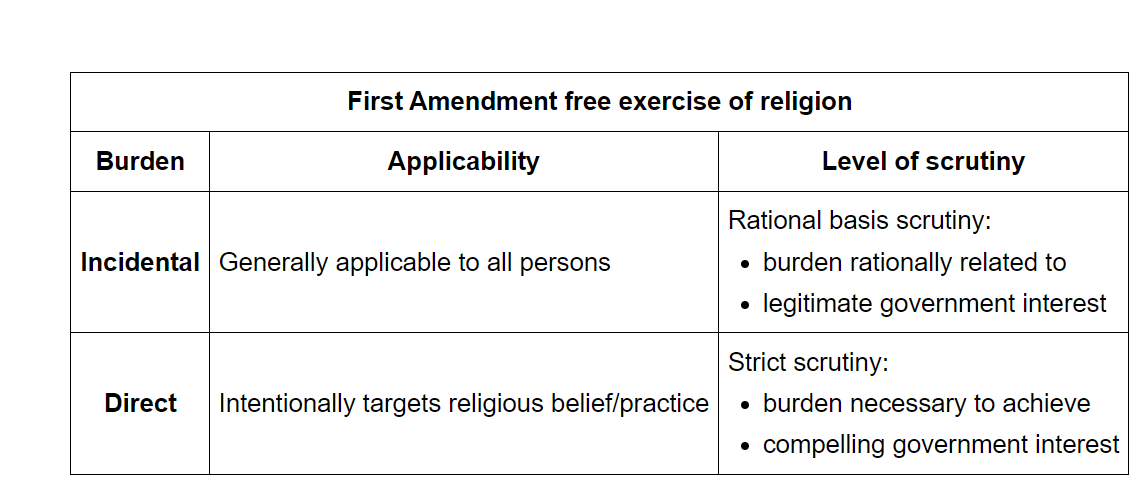 First Amendment free exercise of religion
Burden Applicability Level of scrutiny
Incidental
Generally applicable to all persons
Rational basis scrutiny:
• burden rationally related to
• legitimate government interest
Direct
Intentionally targets religious belief/practice
Strict scrutiny:
• burden necessary to achieve
• compelling government interest